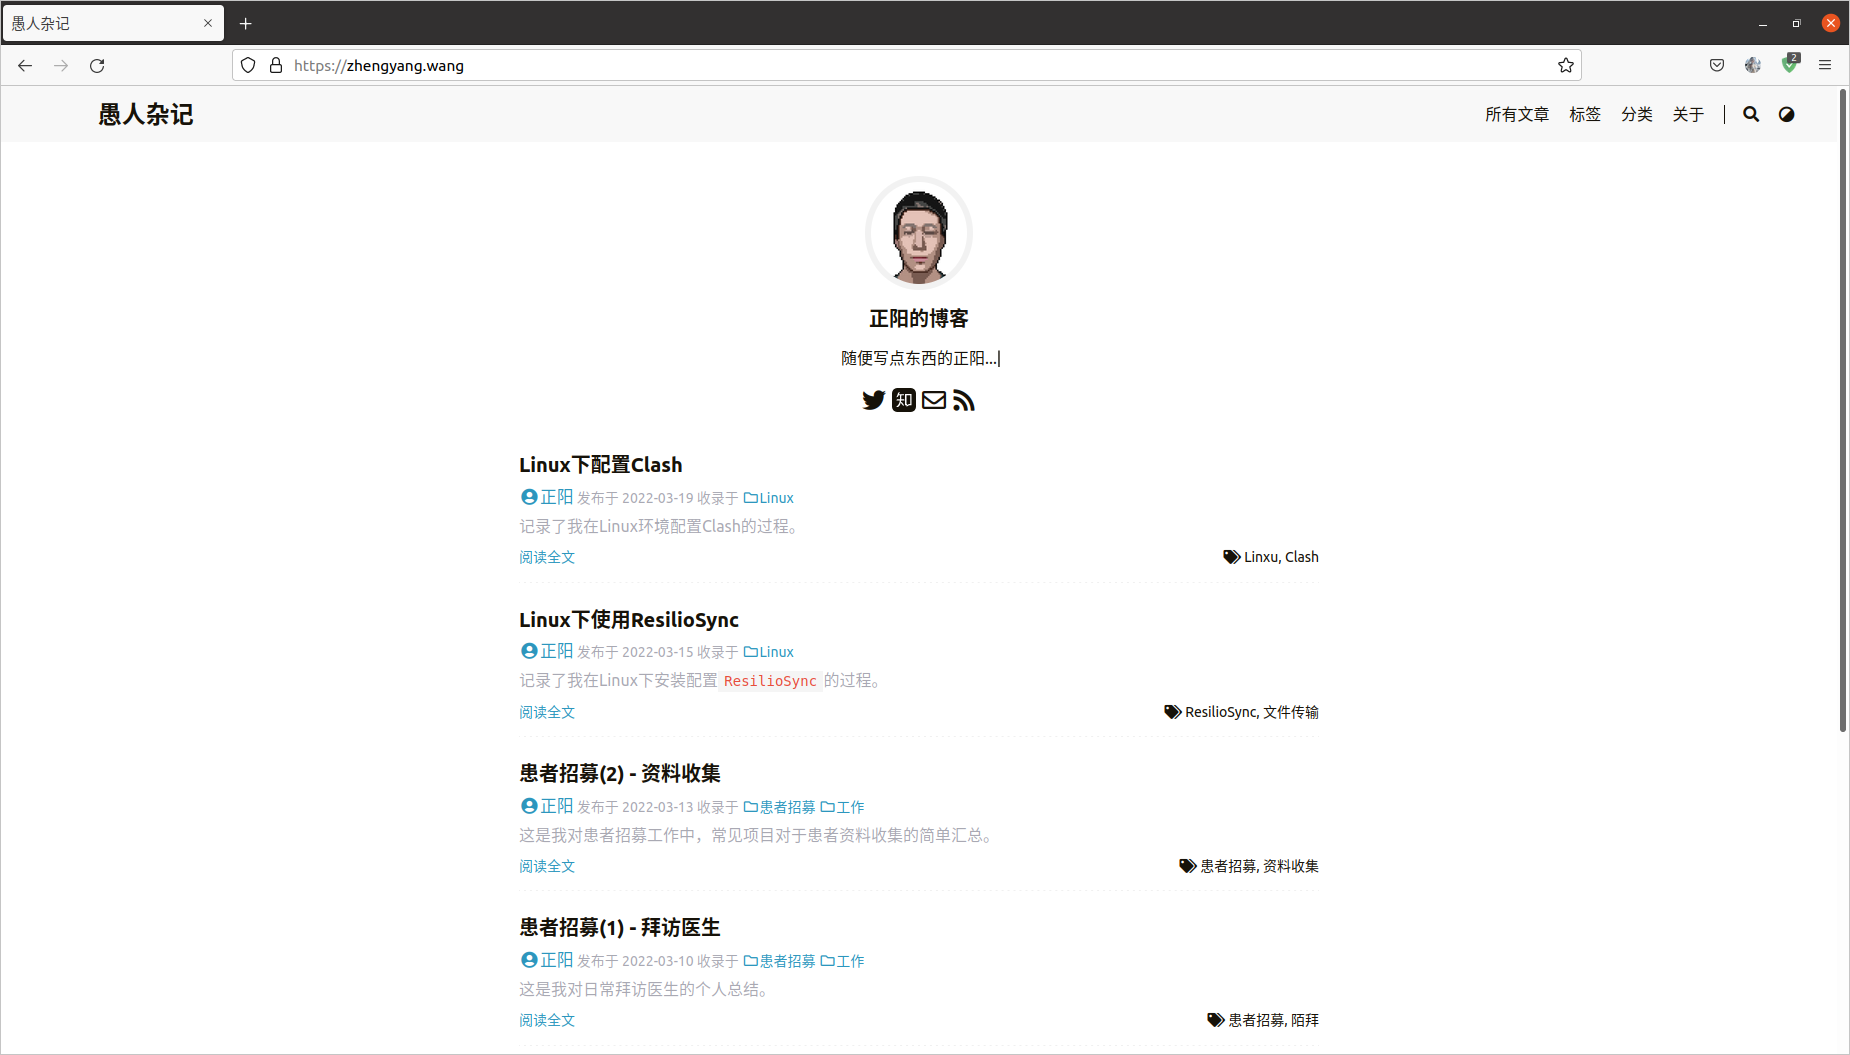 愚人杂记
https://zhengyang.wang
2
愚人杂记
所有文章 标签 分类 关于
正阳的博客
随便写点东西的正阳...|
知
Linux下配置Clash
正阳 发布于 2022-03-19 收录于 Linux
记录了我在Linux环境配置Clash的过程。
阅读全文 Linxu, Clash
Linux下使用ResilioSync
正阳 发布于 2022-03-15 收录于 Linux
记录了我在Linux下安装配置 ResilioSync 的过程。
阅读全文 ResilioSync, 文件传输
患者招募(2) - 资料收集
正阳 发布于 2022-03-13 收录于 患者招募 工作
这是我对患者招募工作中，常见项目对于患者资料收集的简单汇总。
阅读全文 患者招募, 资料收集
患者招募(1) - 拜访医生
正阳 发布于 2022-03-10 收录于 患者招募 工作
这是我对日常拜访医生的个人总结。
阅读全文 患者招募, 陌拜